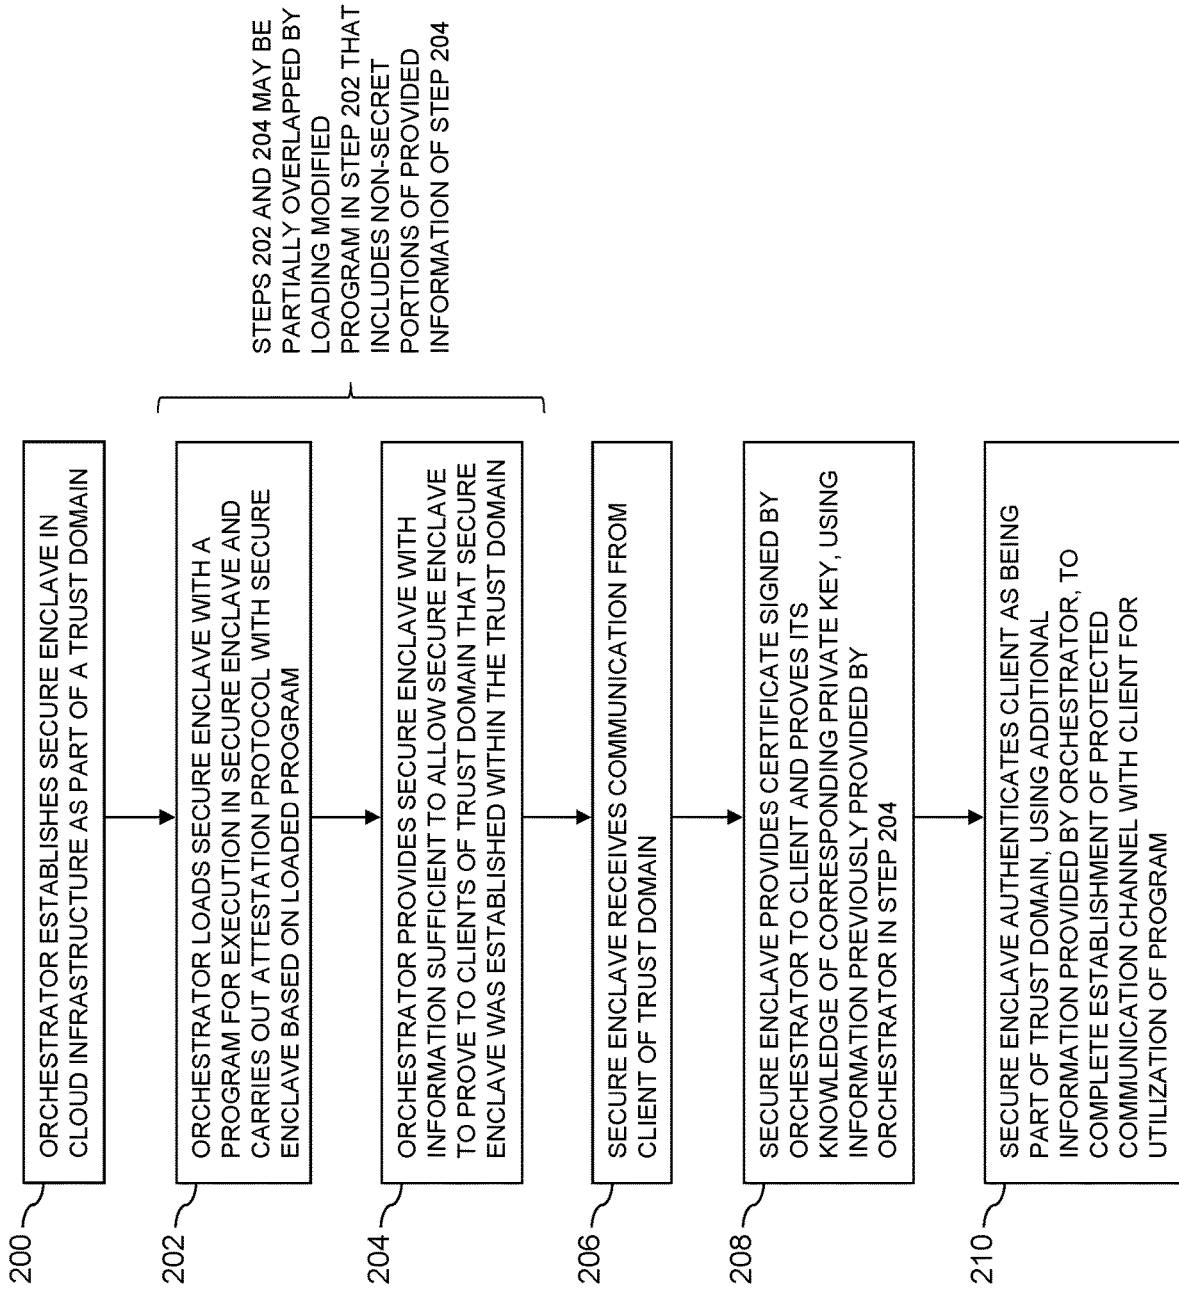 200
ORCHESTRATOR ESTABLISHES SECURE ENCLAVE IN
CLOUD INFRASTRUCTURE AS PART OF A TRUST DOMAIN
202
ORCHESTRATOR LOADS SECURE ENCLAVE WITH A
PROGRAM FOR EXECUTION IN SECURE ENCLAVE AND
CARRIES OUT ATTESTATION PROTOCOL WITH SECURE
ENCLAVE BASED ON LOADED PROGRAM
204
ORCHESTRATOR PROVIDES SECURE ENCLAVE WITH
INFORMATION SUFFICIENT TO ALLOW SECURE ENCLAVE
TO PROVE TO CLIENTS OF TRUST DOMAIN THAT SECURE
ENCLAVE WAS ESTABLISHED WITHIN THE TRUST DOMAIN
STEPS 202 AND 204 MAY BE
PARTIALLY OVERLAPPED BY
LOADING MODIFIED
PROGRAM IN STEP 202 THAT
INCLUDES NON-SECRET
PORTIONS OF PROVIDED
INFORMATION OF STEP 204
206
SECURE ENCLAVE RECEIVES COMMUNICATION FROM
CLIENT OF TRUST DOMAIN
208
SECURE ENCLAVE PROVIDES CERTIFICATE SIGNED BY
ORCHESTRATOR TO CLIENT AND PROVES ITS
KNOWLEDGE OF CORRESPONDING PRIVATE KEY, USING
INFORMATION PREVIOUSLY PROVIDED BY
ORCHESTRATOR IN STEP 204
210
SECURE ENCLAVE AUTHENTICATES CLIENT AS BEING
PART OF TRUST DOMAIN, USING ADDITIONAL
INFORMATION PROVIDED BY ORCHESTRATOR, TO
COMPLETE ESTABLISHMENT OF PROTECTED
COMMUNICATION CHANNEL WITH CLIENT FOR
UTILIZATION OF PROGRAM